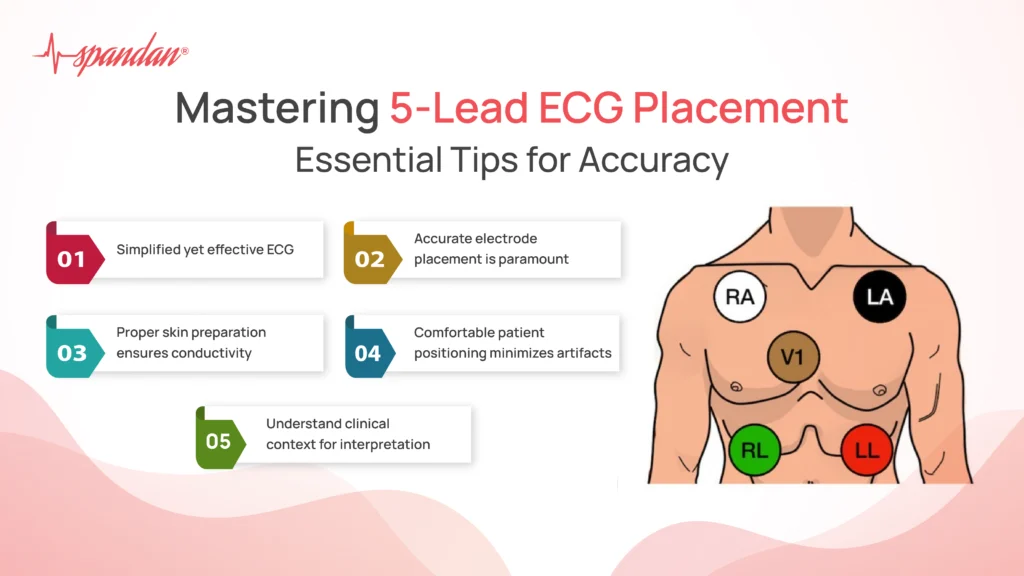 spandan®
Mastering 5-Lead ECG Placement
Essential Tips for Accuracy
01
Simplified yet effective ECG
02
Accurate electrode
placement is paramount
03
Proper skin preparation
ensures conductivity
04
Comfortable patient
positioning minimizes artifacts
05
Understand clinical
context for interpretation
RA
LA
V1
RL
LL